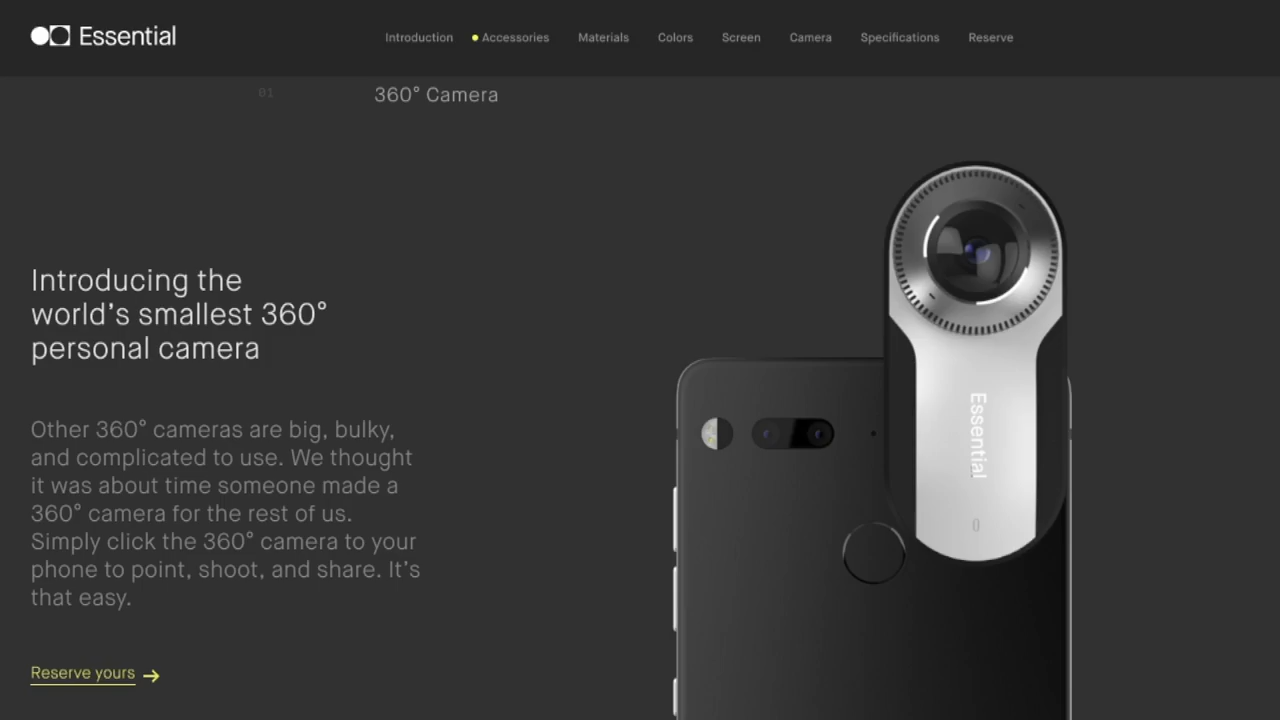 Essential
Introduction
Accessories
Materials
Colors
Screen
Camera
Specifications
Reserve
01
360° Camera
Introducing the
world’s smallest 360°
personal camera
Other 360° cameras are big, bulky,
and complicated to use. We thought
it was about time someone made a
360° camera for the rest of us.
Simply click the 360° camera to your
phone to point, shoot, and share. It’s
that easy.
Reserve yours
Essential